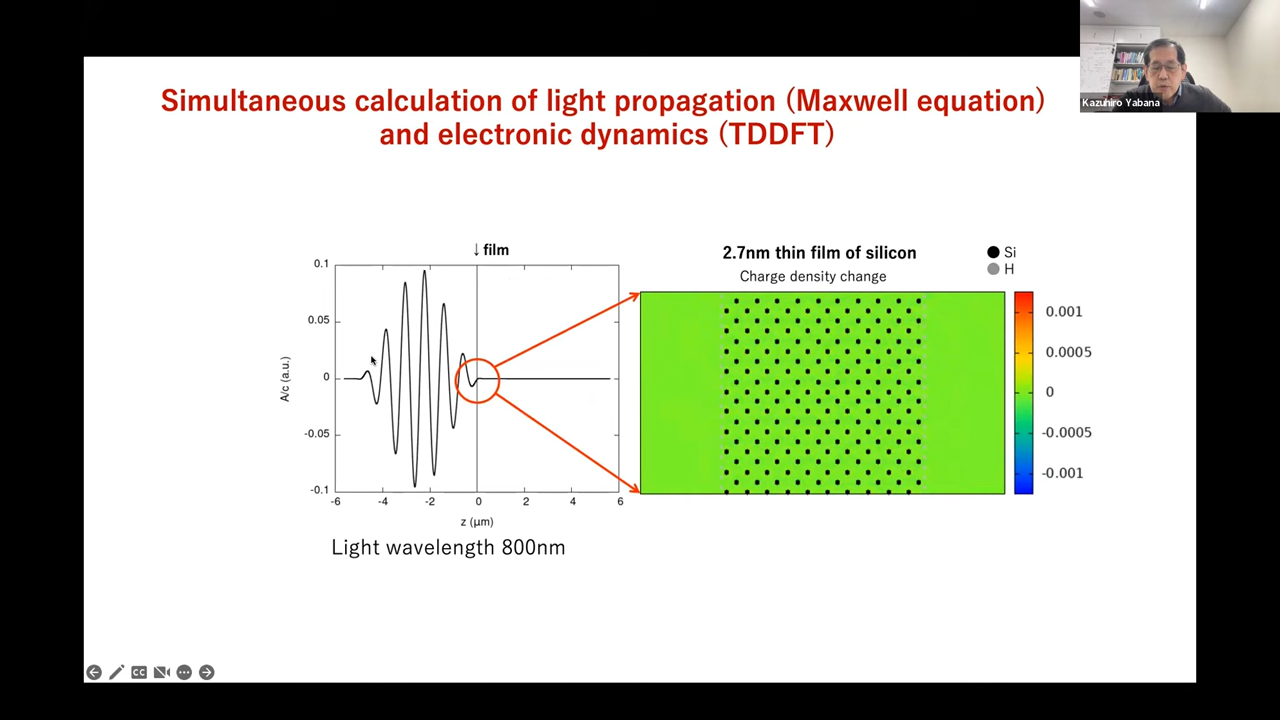 Simultaneous calculation of light propagation (Maxwell equation)
and electronic dynamics (TDDFT)
Kazuhiro Yabana
↓ film
0.1
0.05
0
-0.05
-0.1
A/c (a.u.)
-6
-4
-2
0
2
4
6
z (µm)
Light wavelength 800nm
2.7nm thin film of silicon
Charge density change
Si
H
0.001
0.0005
0
-0.0005
-0.001
CC